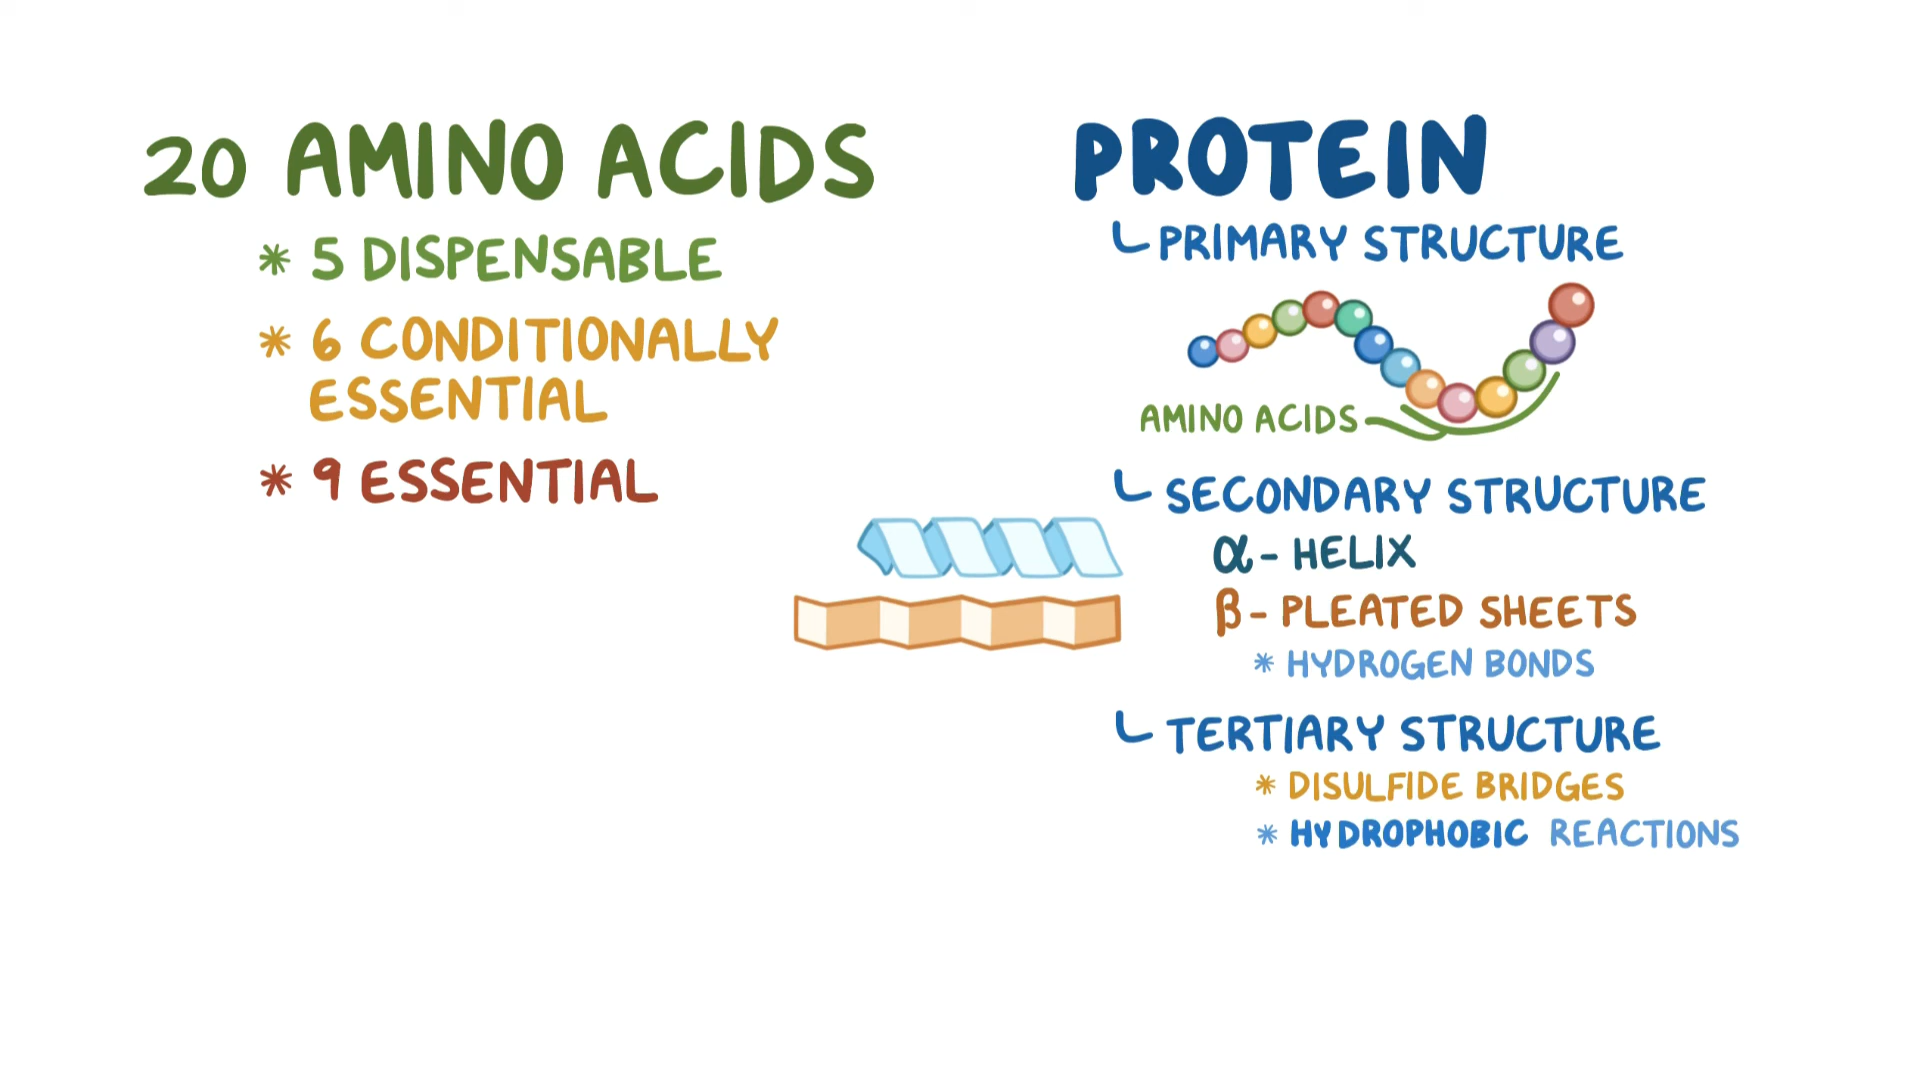 20 AMINO ACIDS
* 5 DISPENSABLE
* 6 CONDITIONALLY
ESSENTIAL
* 9 ESSENTIAL
PROTEIN
PRIMARY STRUCTURE
AMINO ACIDS
SECONDARY STRUCTURE
α - HELIX
β - PLEATED SHEETS
* HYDROGEN BONDS
TERTIARY STRUCTURE
* DISULFIDE BRIDGES
* HYDROPHOBIC REACTIONS